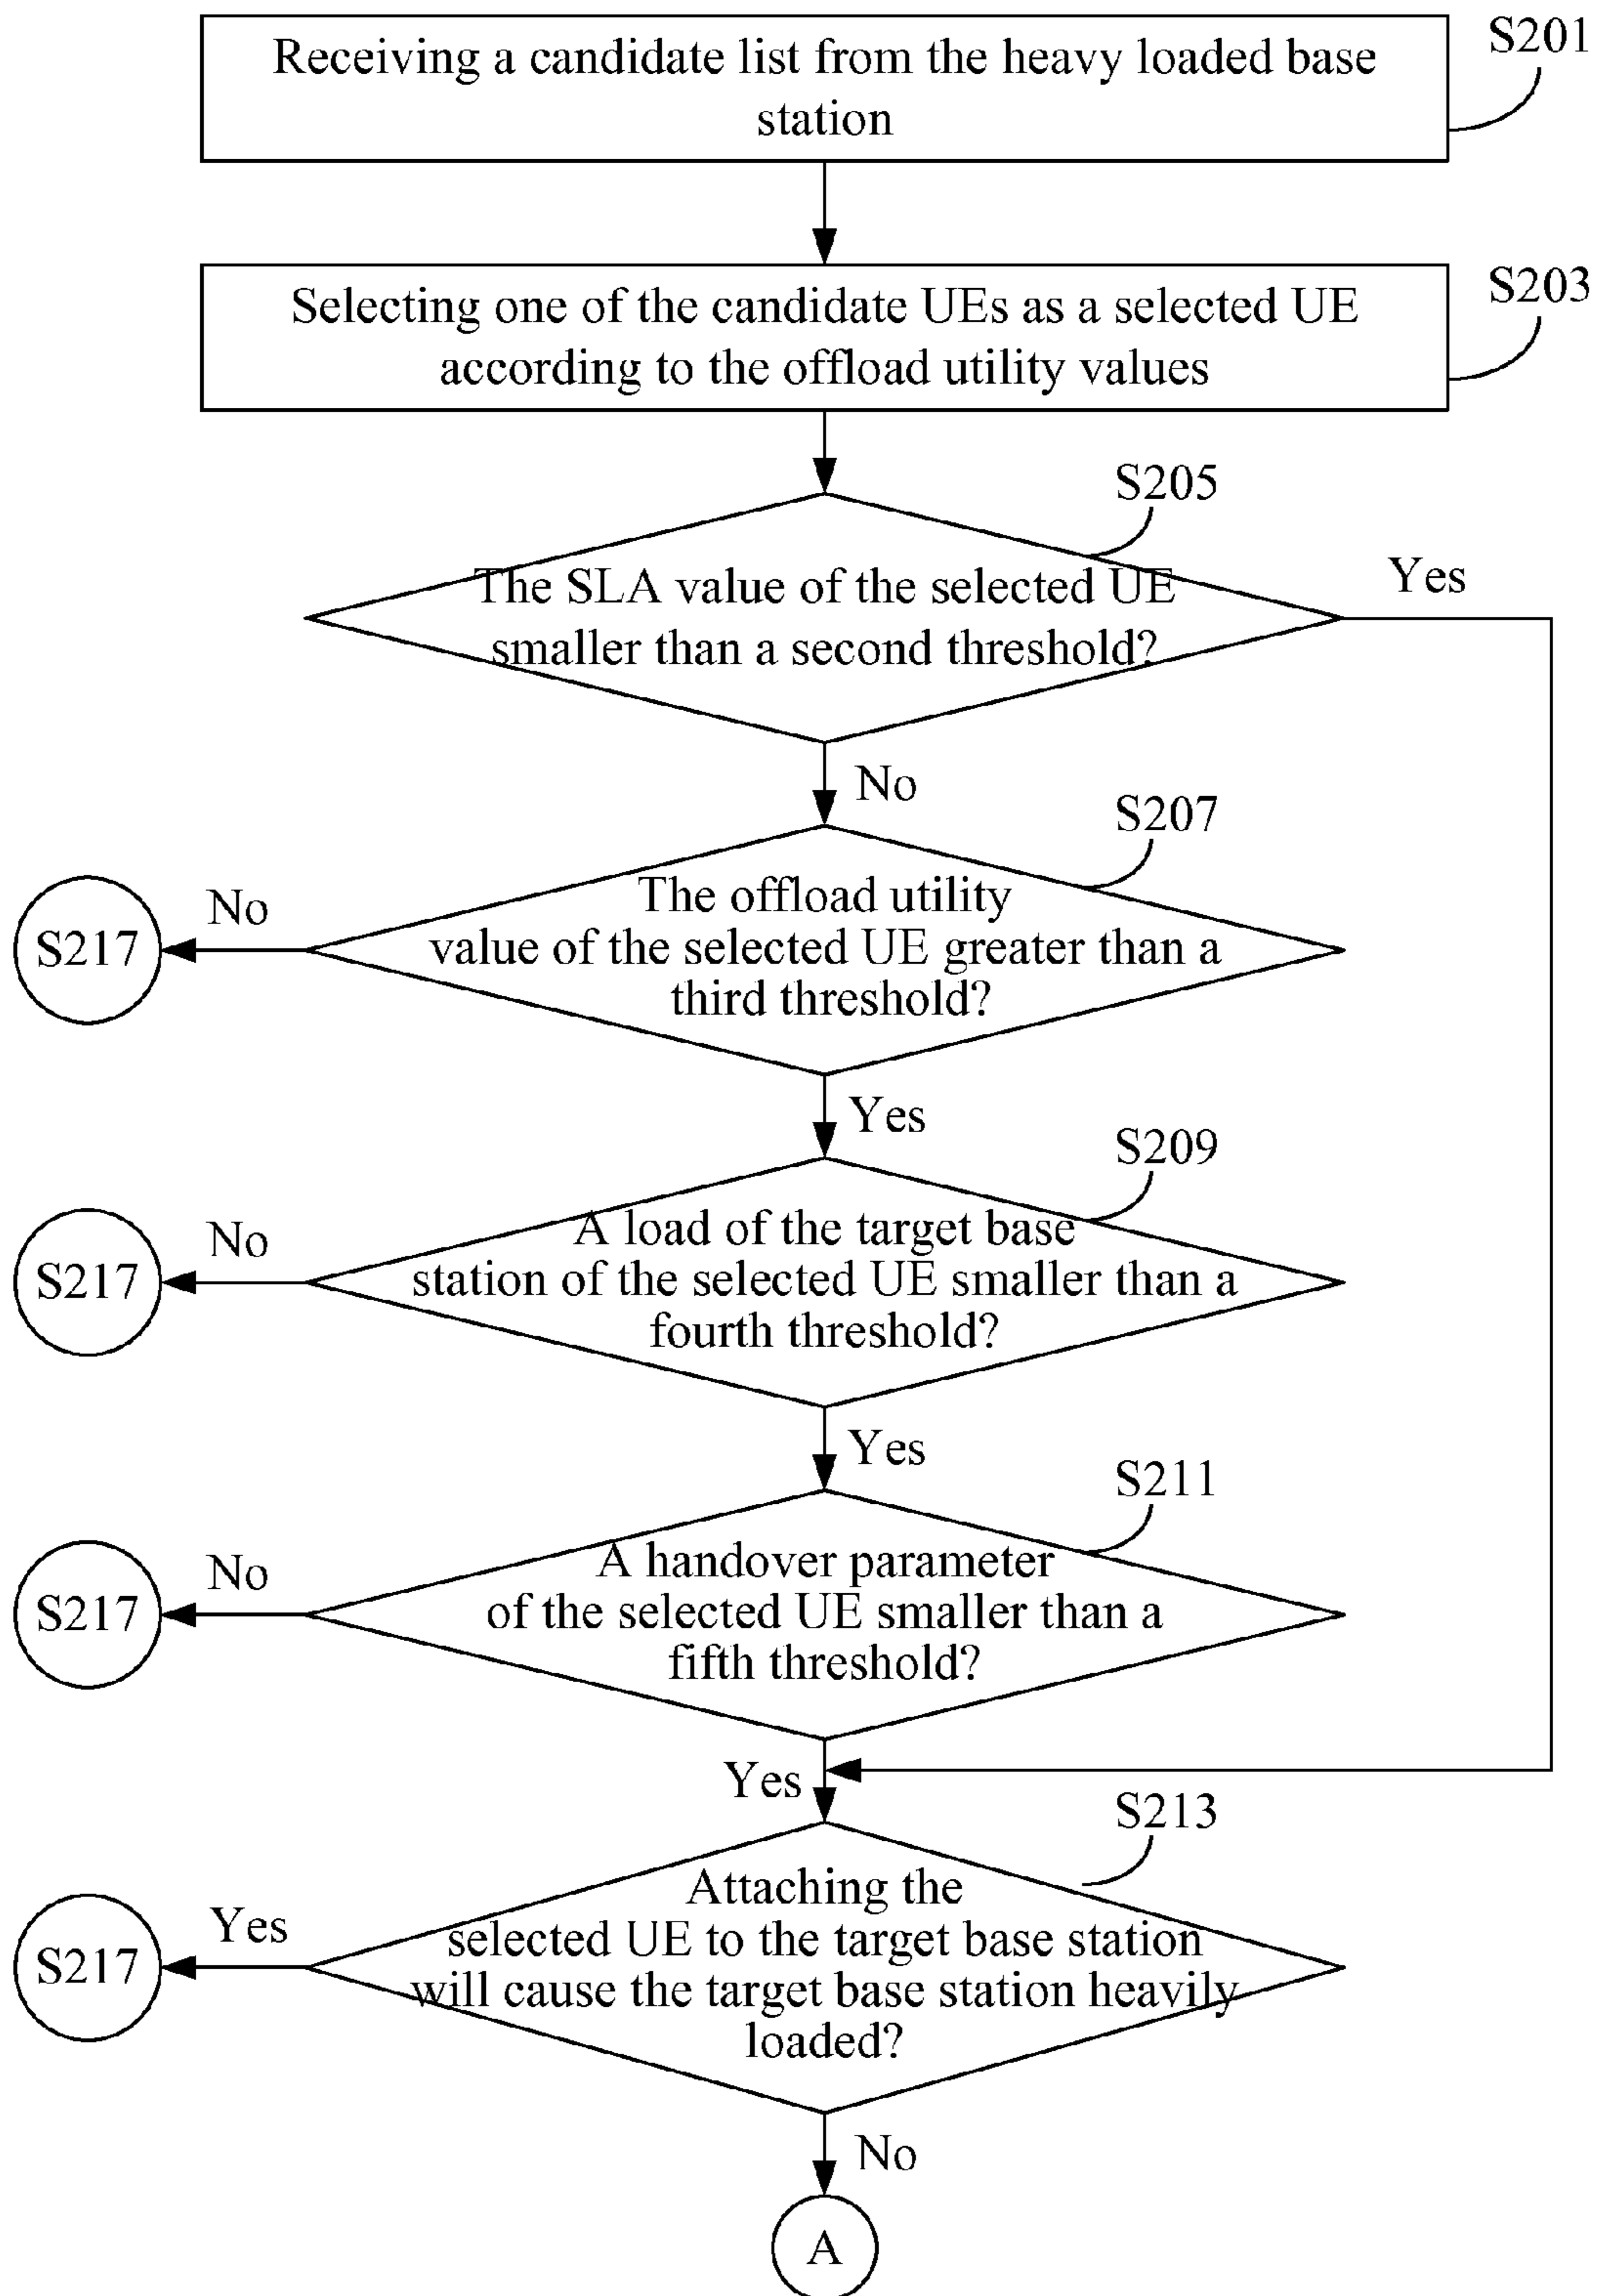 Receiving a candidate list from the heavy loaded base
station
S201
Selecting one of the candidate UEs as a selected UE
according to the offload utility values
S203
S205
The SLA value of the selected UE
smaller than a second threshold?
Yes
No
S207
The offload utility
value of the selected UE greater than a
third threshold?
No
S217
Yes
S209
A load of the target base
station of the selected UE smaller than a
fourth threshold?
No
S217
Yes
S211
A handover parameter
of the selected UE smaller than a
fifth threshold?
No
S217
Yes
S213
Attaching the
selected UE to the target base station
will cause the target base station heavily
loaded?
Yes
S217
No
A